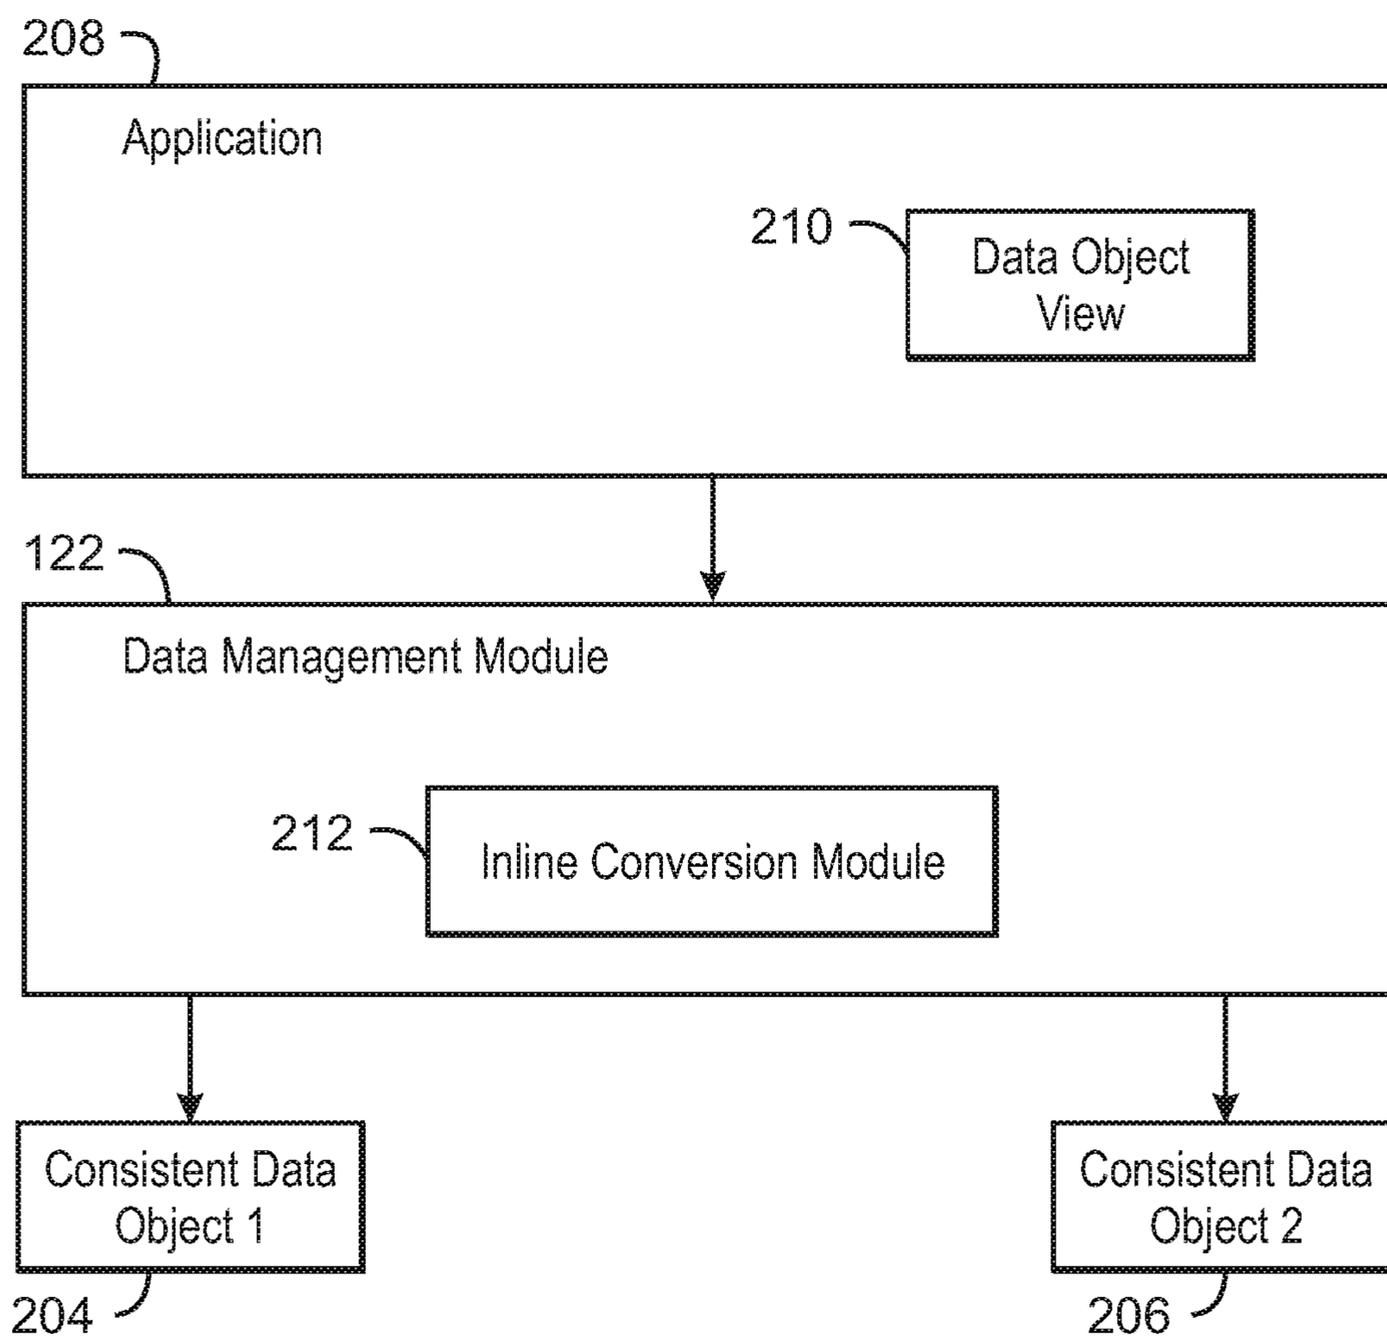 208
Application
210
Data Object
View
122
Data Management Module
212
Inline Conversion Module
Consistent Data
Object 1
Consistent Data
Object 2
204
206